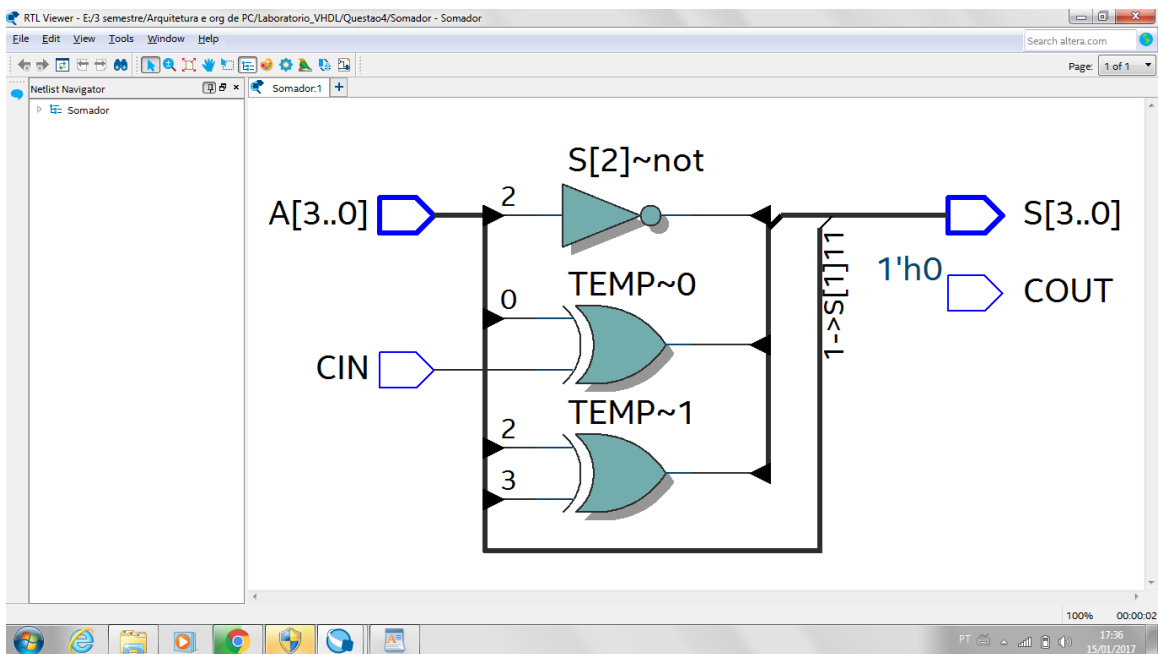 RTL Viewer - E:/3 semestre/Arquitetura e org de PC/Laboratorio_VHDL/Questao4/Somador - Somador
File Edit View Tools Window Help
Search altera.com
Page: 1 of 1
Netlist Navigator
Somador:1
Somador
S[2]~not
A[3..0]
2
S[3..0]
1'h0
COUT
TEMP~0
0
CIN
1->S[1]11
TEMP~1
2
3
100% 00:00:02
PT
17:36
15/01/2017